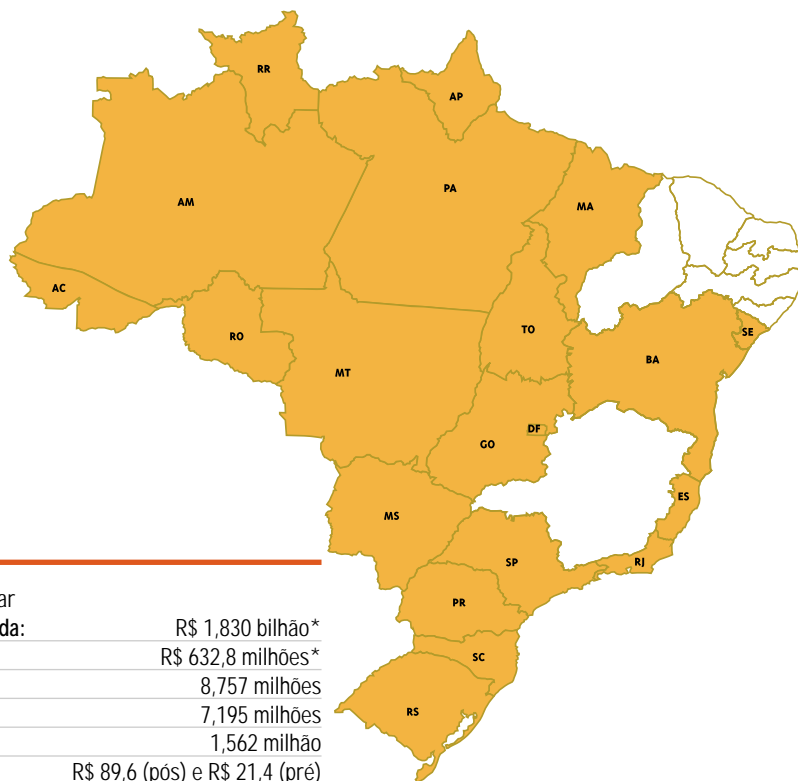 RR
AP
AM
PA
MA
AC
TO
SE
RO
BA
MT
DF
GO
ES
MS
SP
RJ
PR
SC
RS
R$ 1,830 bilhão*
R$ 632,8 milhões*
8,757 milhões
7,195 milhões
1,562 milhão
R$ 89,6 (pós) e R$ 21,4 (pré)